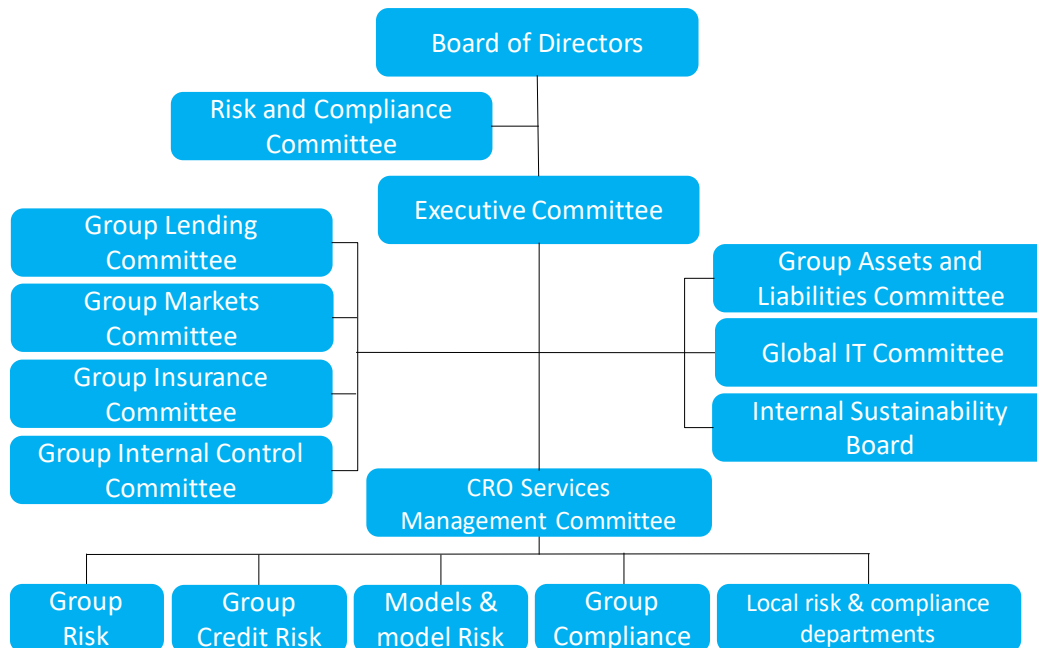 Board of Directors
Risk and Compliance
Committee
Executive Committee
Group Lending
Committee
Group Markets
Committee
Group Insurance
Committee
Group Internal Control
Committee
Group Assets and
Liabilities Committee
Global IT Committee
Internal Sustainability
Board
CRO Services
Management Committee
Group
Risk
Group
Credit Risk
Models &
model Risk
Group
Compliance
Local risk & compliance
departments